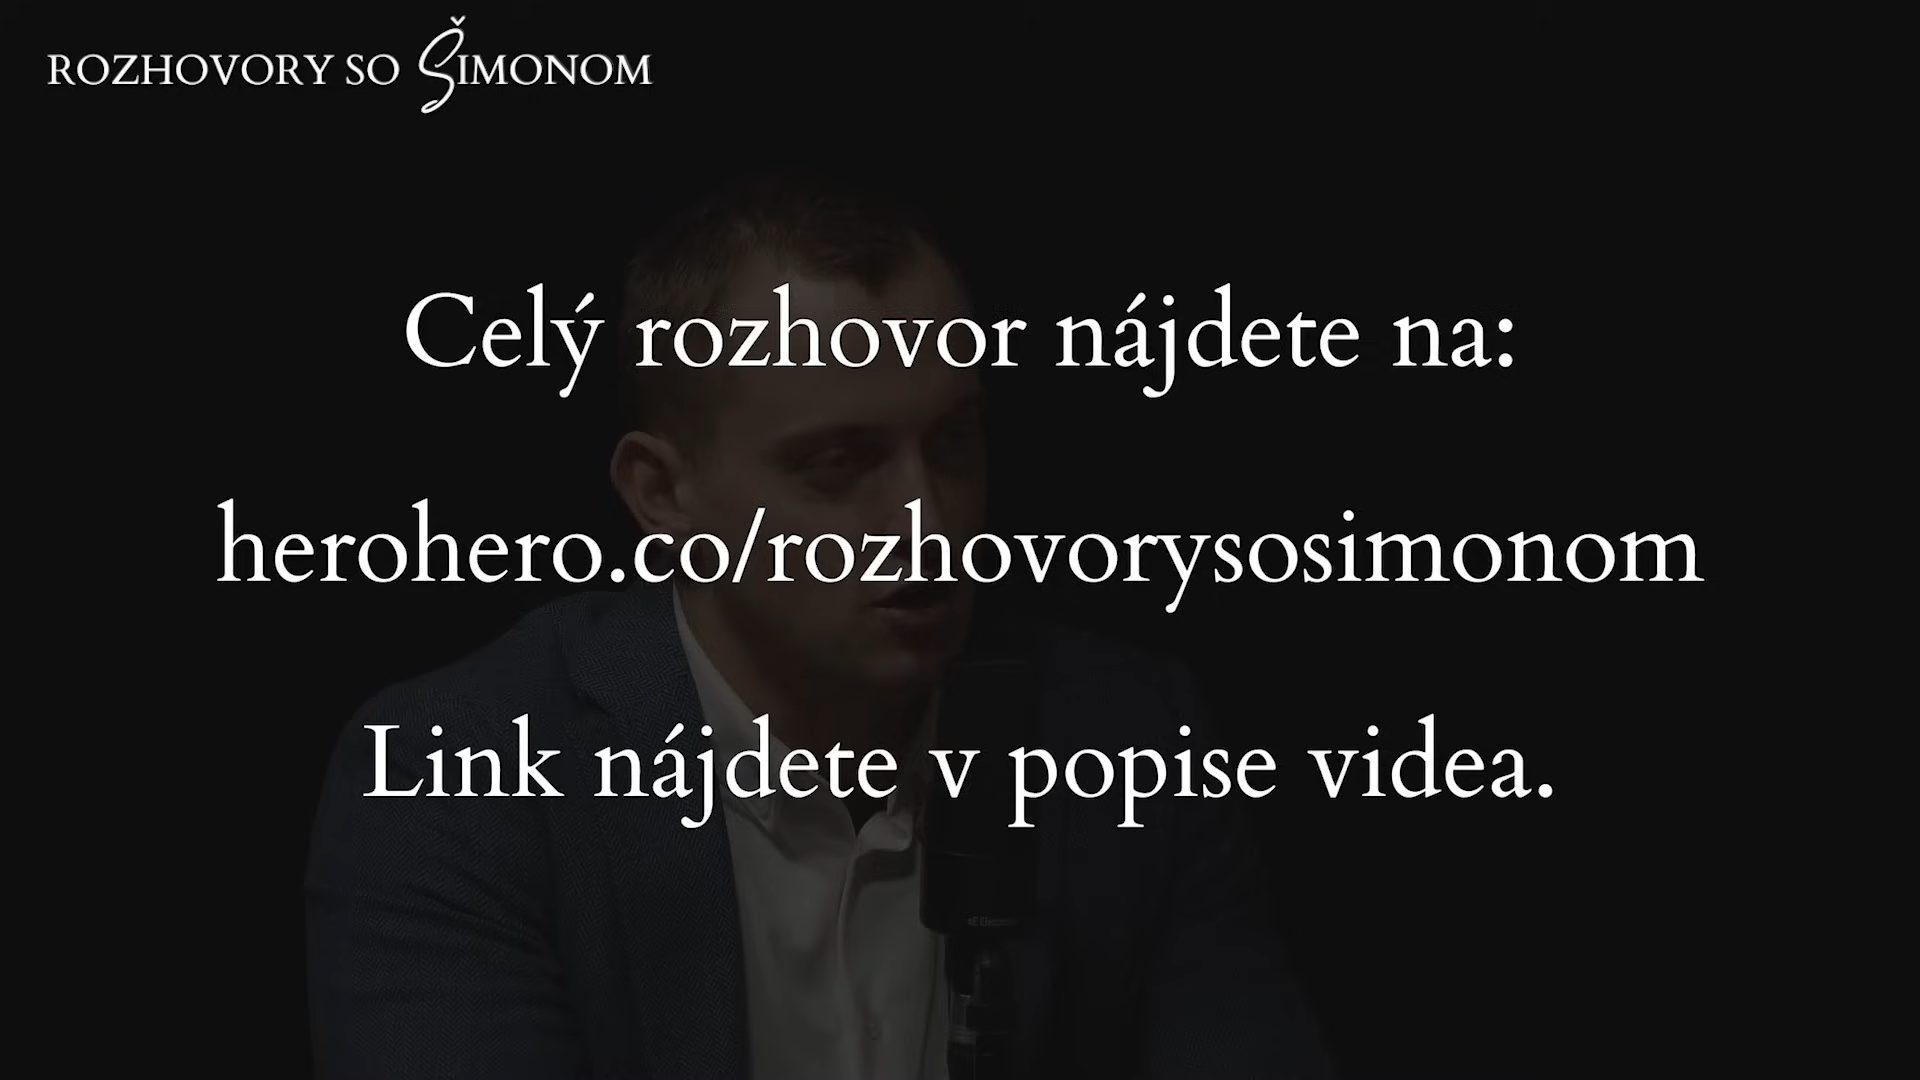 ROZHOVORY SO ŠIMONOM
Celý rozhovor nájdete na:
herohero.co/rozhovorysosimonom
Link nájdete v popise videa.